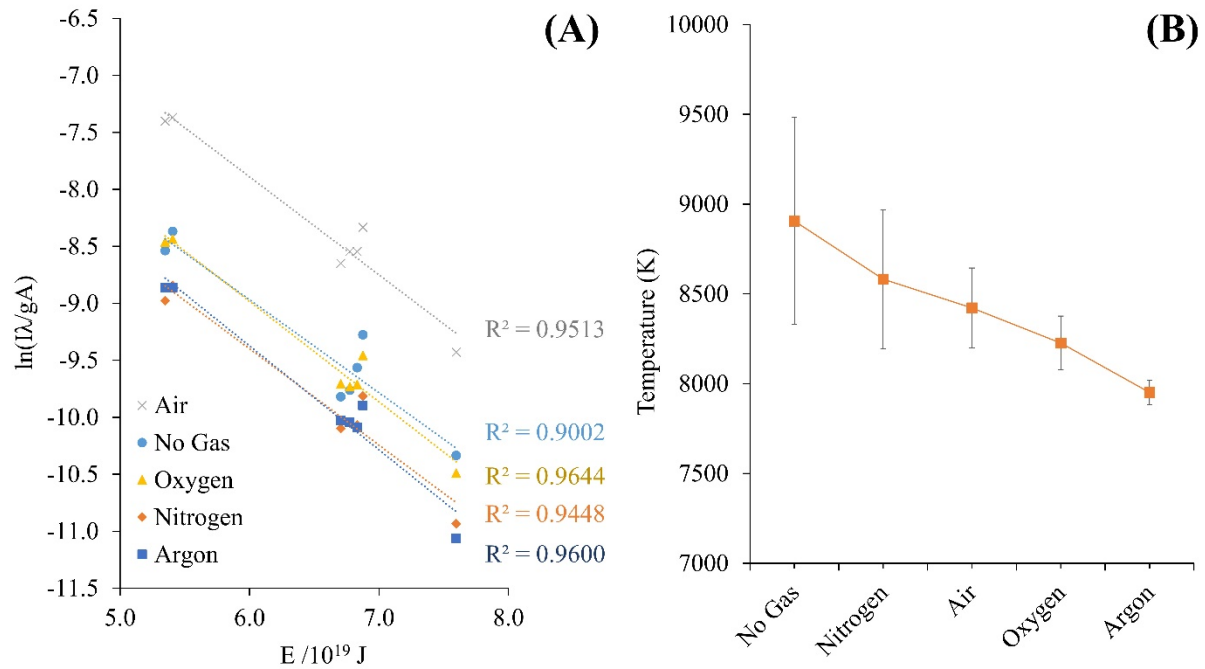 (A)
-6.5
-7.0
-7.5
-8.0
-8.5
-9.0
-9.5
-10.0
-10.5
-11.0
-11.5
ln(Iλ/gA)
5.0 6.0 7.0 8.0
E /10¹⁹ J
Air
No Gas
Oxygen
Nitrogen
Argon
R² = 0.9513
R² = 0.9002
R² = 0.9644
R² = 0.9448
R² = 0.9600
(B)
10000
9500
9000
8500
8000
7500
7000
Temperature (K)
No Gas
Nitrogen
Air
Oxygen
Argon